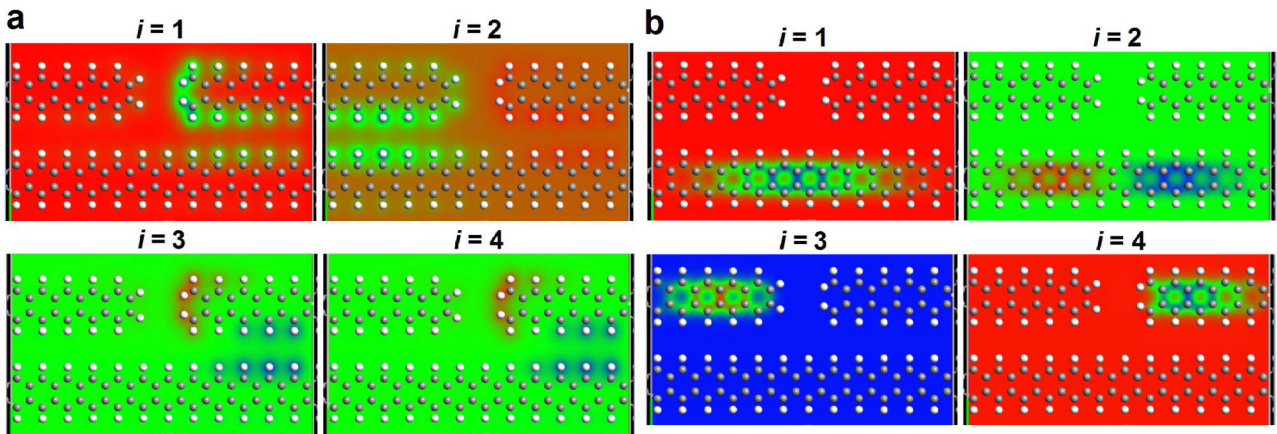 a
i = 1
i = 2
i = 3
i = 4
b
i = 1
i = 2
i = 3
i = 4